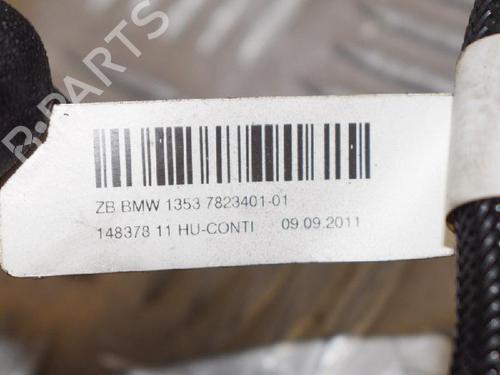 B-PARTS
ZB BMW 1353 7823401-01
148378 11 HU-CONTI 09.09.2011